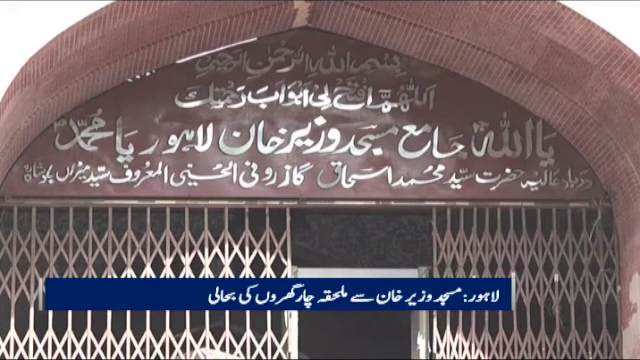 بسم اللہ الرحمن الرحیم
اللھم افتح لی ابواب رحمتک
یا اللہ جامع مسجد وزیر خان لاہور یا محمد
دربار عالیہ حضرت سید محمد اسحاق گازرونی الحسینی المعروف سید میراں بادشاہ
لاہور: مسجد وزیر خان سے ملحقہ چار گھروں کی بحالی